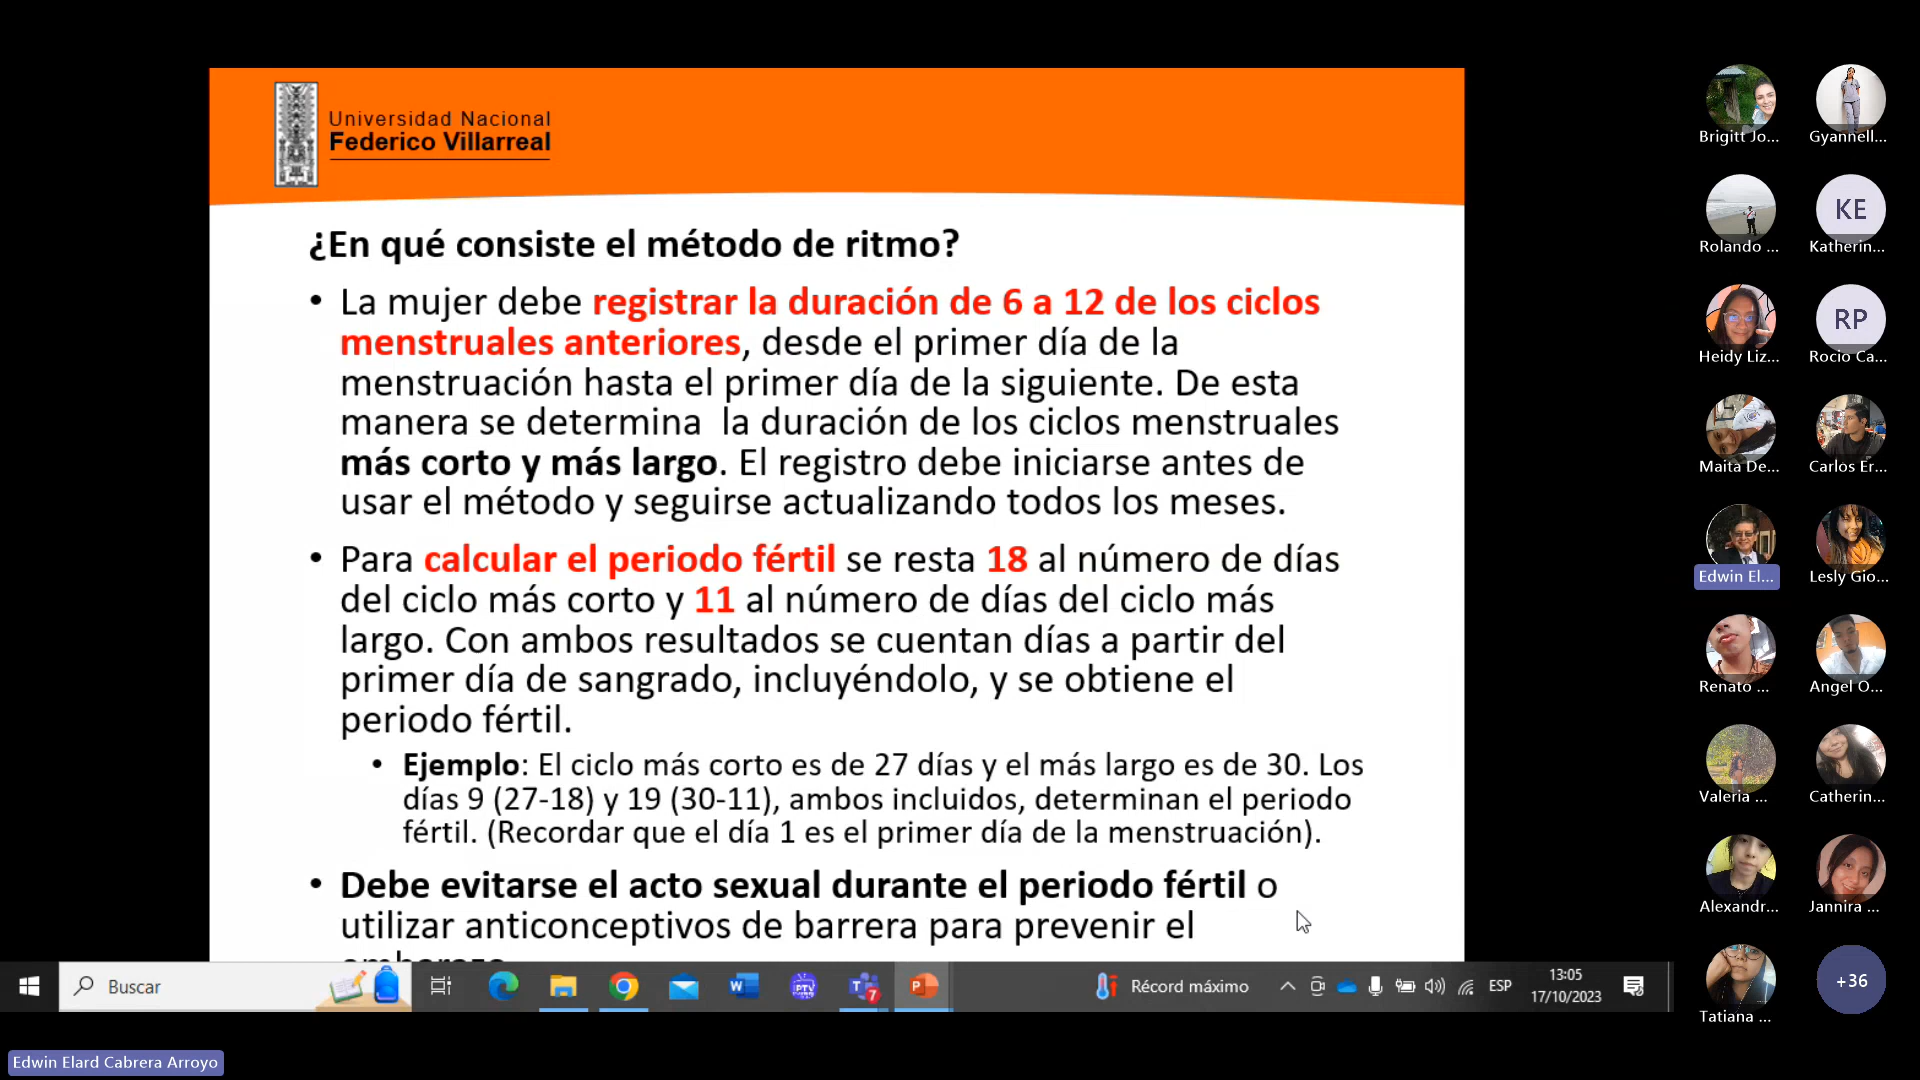 Universidad Nacional
Federico Villarreal
¿En qué consiste el método de ritmo?
• La mujer debe registrar la duración de 6 a 12 de los ciclos
menstruales anteriores, desde el primer día de la
menstruación hasta el primer día de la siguiente. De esta
manera se determina la duración de los ciclos menstruales
más corto y más largo. El registro debe iniciarse antes de
usar el método y seguirse actualizando todos los meses.
• Para calcular el periodo fértil se resta 18 al número de días
del ciclo más corto y 11 al número de días del ciclo más
largo. Con ambos resultados se cuentan días a partir del
primer día de sangrado, incluyéndolo, y se obtiene el
periodo fértil.
• Ejemplo: El ciclo más corto es de 27 días y el más largo es de 30. Los
días 9 (27-18) y 19 (30-11), ambos incluidos, determinan el periodo
fértil. (Recordar que el día 1 es el primer día de la menstruación).
• Debe evitarse el acto sexual durante el periodo fértil o
utilizar anticonceptivos de barrera para prevenir el
Buscar
PTV
7
Récord máximo
ESP
13:05
17/10/2023
Brigitt Jo...
Gyannell...
Rolando ...
KE
Katherin...
Heidy Liz...
RP
Rocio Ca...
Maita De...
Carlos Er...
Edwin El...
Lesly Gio...
Renato ...
Angel O...
Valeria ...
Catherin...
Alexandr...
Jannira ...
Tatiana ...
+36
Edwin Elard Cabrera Arroyo